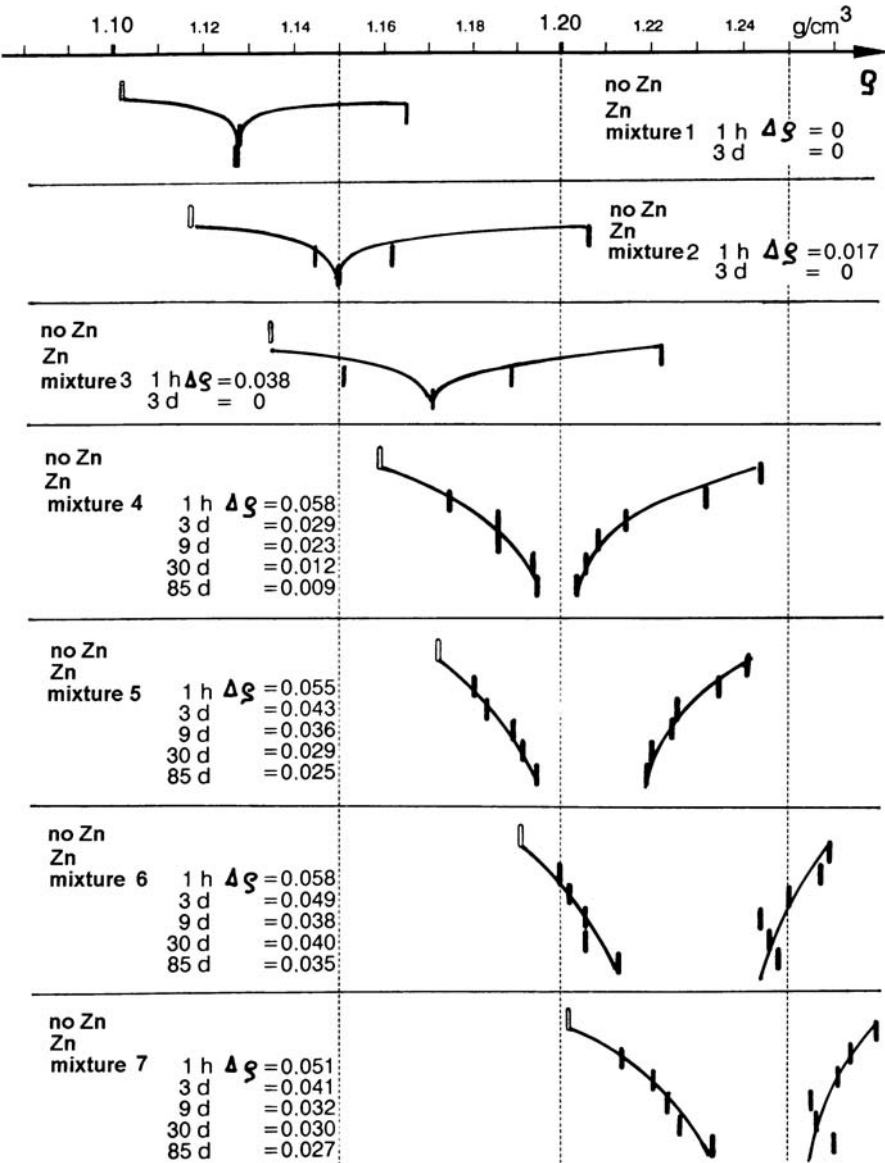 1.10 1.12 1.14 1.16 1.18 1.20 1.22 1.24 g/cm³
ϱ
no Zn
Zn
mixture 1 1 h Δϱ = 0
3 d = 0
no Zn
Zn
mixture 2 1 h Δϱ = 0.017
3 d = 0
no Zn
Zn
mixture 3 1 h Δϱ = 0.038
3 d = 0
no Zn
Zn
mixture 4 1 h Δϱ = 0.058
3 d = 0.029
9 d = 0.023
30 d = 0.012
85 d = 0.009
no Zn
Zn
mixture 5 1 h Δϱ = 0.055
3 d = 0.043
9 d = 0.036
30 d = 0.029
85 d = 0.025
no Zn
Zn
mixture 6 1 h Δϱ = 0.058
3 d = 0.049
9 d = 0.038
30 d = 0.040
85 d = 0.035
no Zn
Zn
mixture 7 1 h Δϱ = 0.051
3 d = 0.041
9 d = 0.032
30 d = 0.030
85 d = 0.027